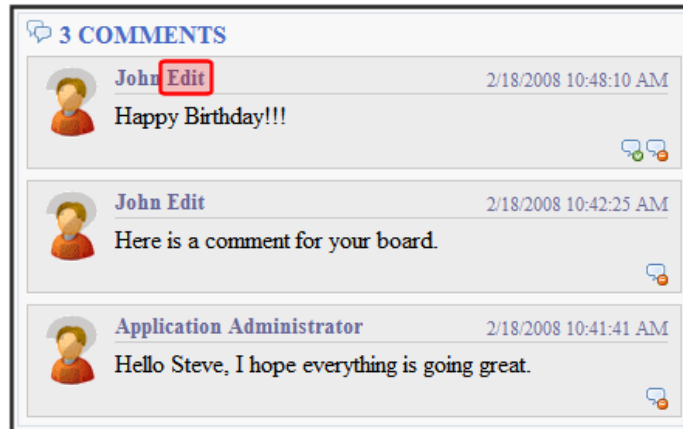 3 COMMENTS
John Edit 2/18/2008 10:48:10 AM
Happy Birthday!!!
John Edit 2/18/2008 10:42:25 AM
Here is a comment for your board.
Application Administrator 2/18/2008 10:41:41 AM
Hello Steve, I hope everything is going great.